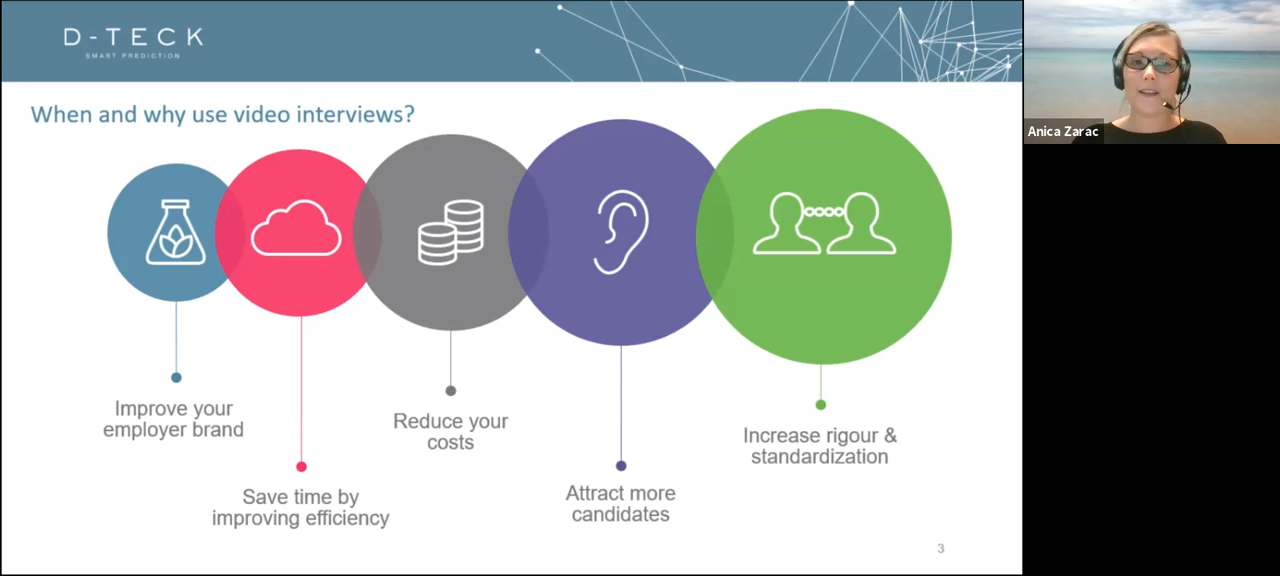 D-TECK
SMART PREDICTION
When and why use video interviews?
Anica Zarac
Improve your
employer brand
Save time by
improving efficiency
Reduce your
costs
Attract more
candidates
Increase rigour &
standardization
3